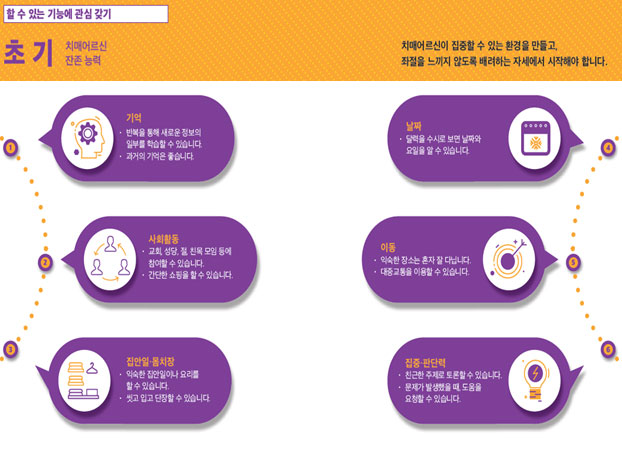 할 수 있는 기능에 관심 갖기
초 기
치매어르신
잔존 능력
치매어르신이 집중할 수 있는 환경을 만들고,
좌절을 느끼지 않도록 배려하는 자세에서 시작해야 합니다.
1
기억
· 반복을 통해 새로운 정보의
일부를 학습할 수 있습니다.
· 과거의 기억은 좋습니다.
2
사회활동
· 교회, 성당, 절, 친목 모임 등에
참여할 수 있습니다.
· 간단한 쇼핑을 할 수 있습니다.
3
집안일·몸치장
· 익숙한 집안일이나 요리를
할 수 있습니다.
· 씻고 입고 단장할 수 있습니다.
4
날짜
· 달력을 수시로 보면 날짜와
요일을 알 수 있습니다.
5
이동
· 익숙한 장소는 혼자 잘 다닙니다.
· 대중교통을 이용할 수 있습니다.
6
집중·판단력
· 친근한 주제로 토론할 수 있습니다.
· 문제가 발생했을 때, 도움을
요청할 수 있습니다.